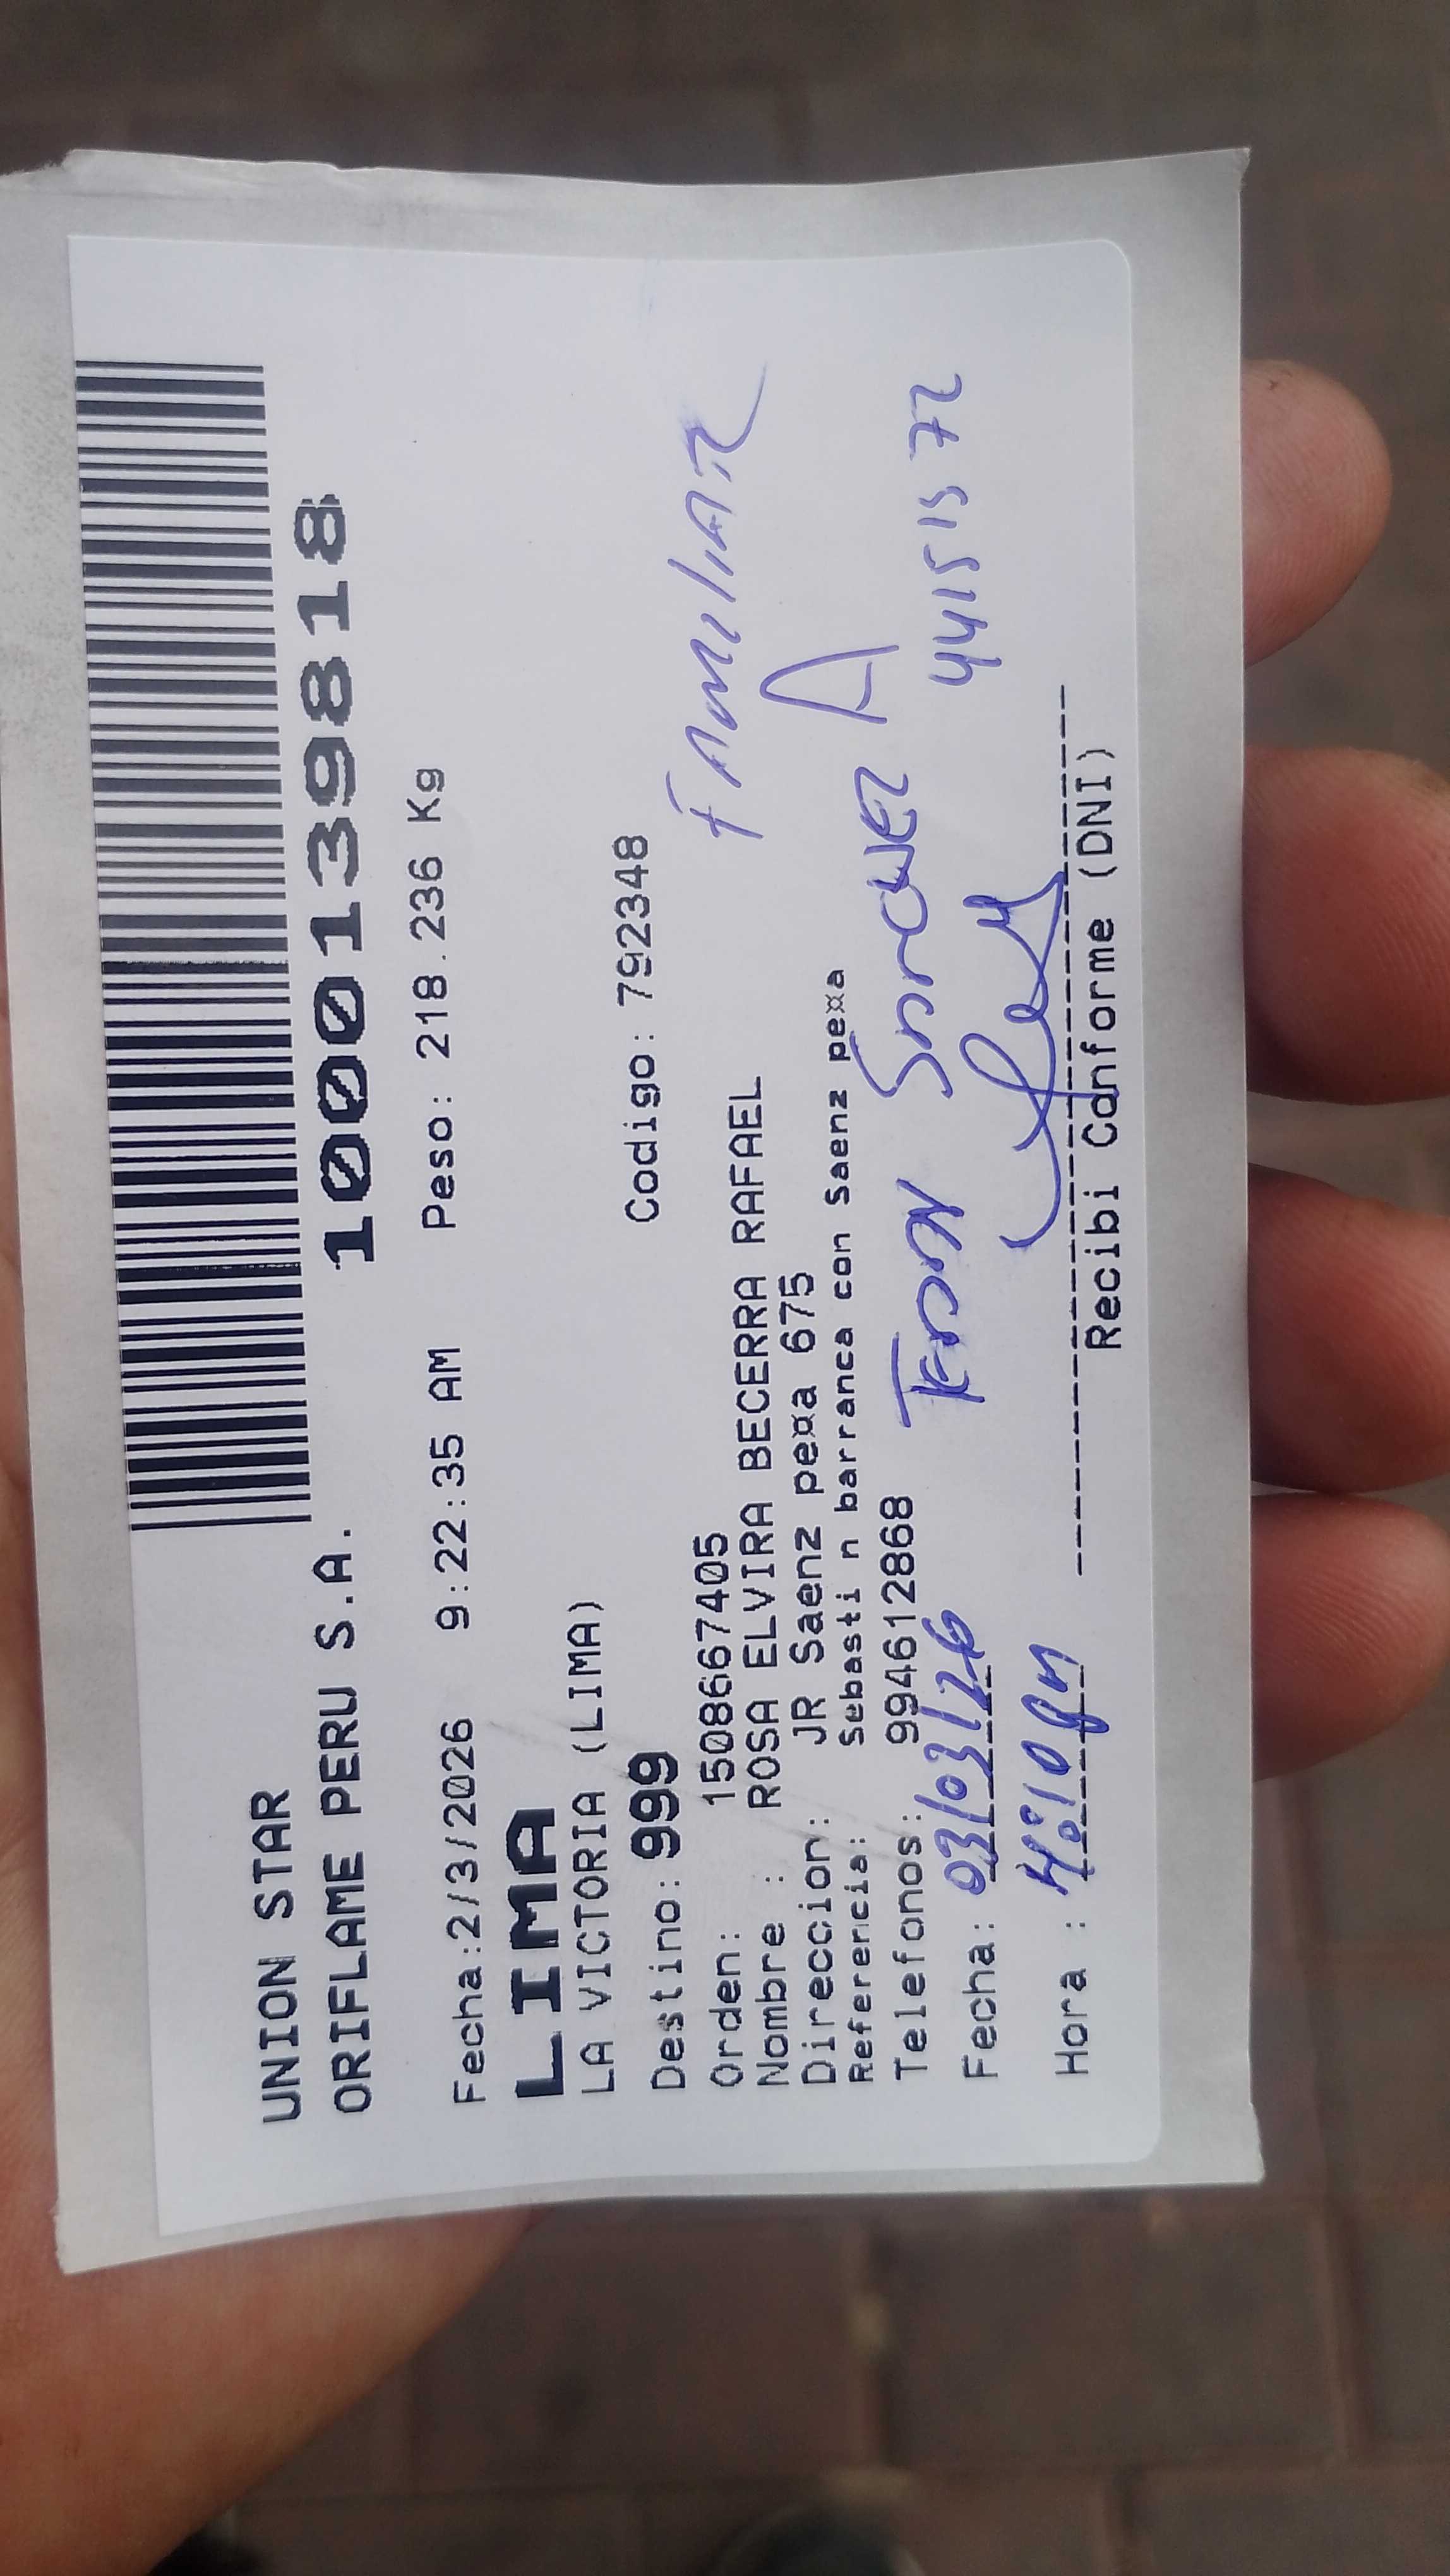 UNION STAR
ORIFLAME PERU S.A.
1000139818
Fecha:2/3/2026 9:22:35 AM Peso: 218.236 Kg
LIMA
LA VICTORIA (LIMA)
Destino: 999 Codigo: 792348
Orden: 1508667405
FAMILIAR
Nombre : ROSA ELVIRA BECERRA RAFAEL
Direccion: JR Saenz pe¤a 675
Referencia: Sebasti n barranca con Saenz pe¤a
Telefonos: 994612868
A
44151572
Fecha: 03/03/26
Hora : 4:10 pm
Recibi Conforme (DNI)